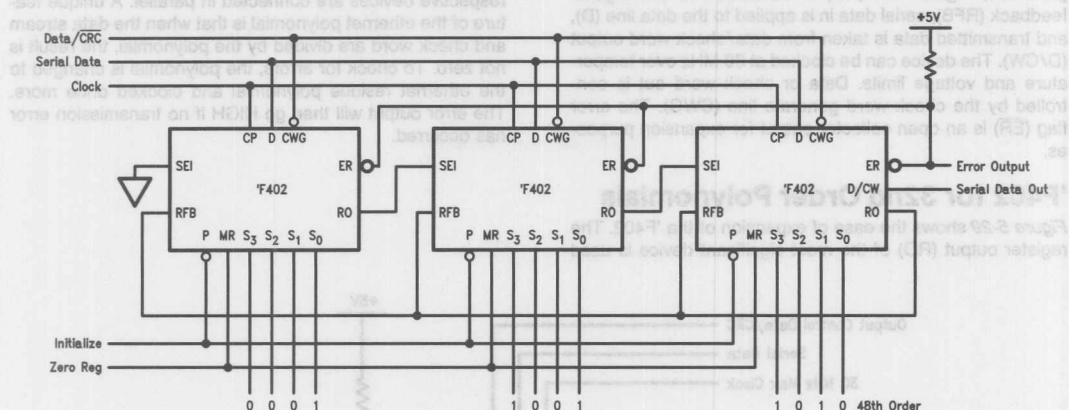 +5V
Data/CRC
Serial Data
Clock
CP D CWG
CP D CWG
CP D CWG
SEI ER
SEI ER
SEI ER Error Output
'F402
'F402
'F402
D/CW Serial Data Out
RFB RO
RFB RO
RFB RO
P MR S3 S2 S1 S0
P MR S3 S2 S1 S0
P MR S3 S2 S1 S0
Initialize
Zero Reg
0 0 0 1
1 0 0 1
1 0 1 0 48th Order